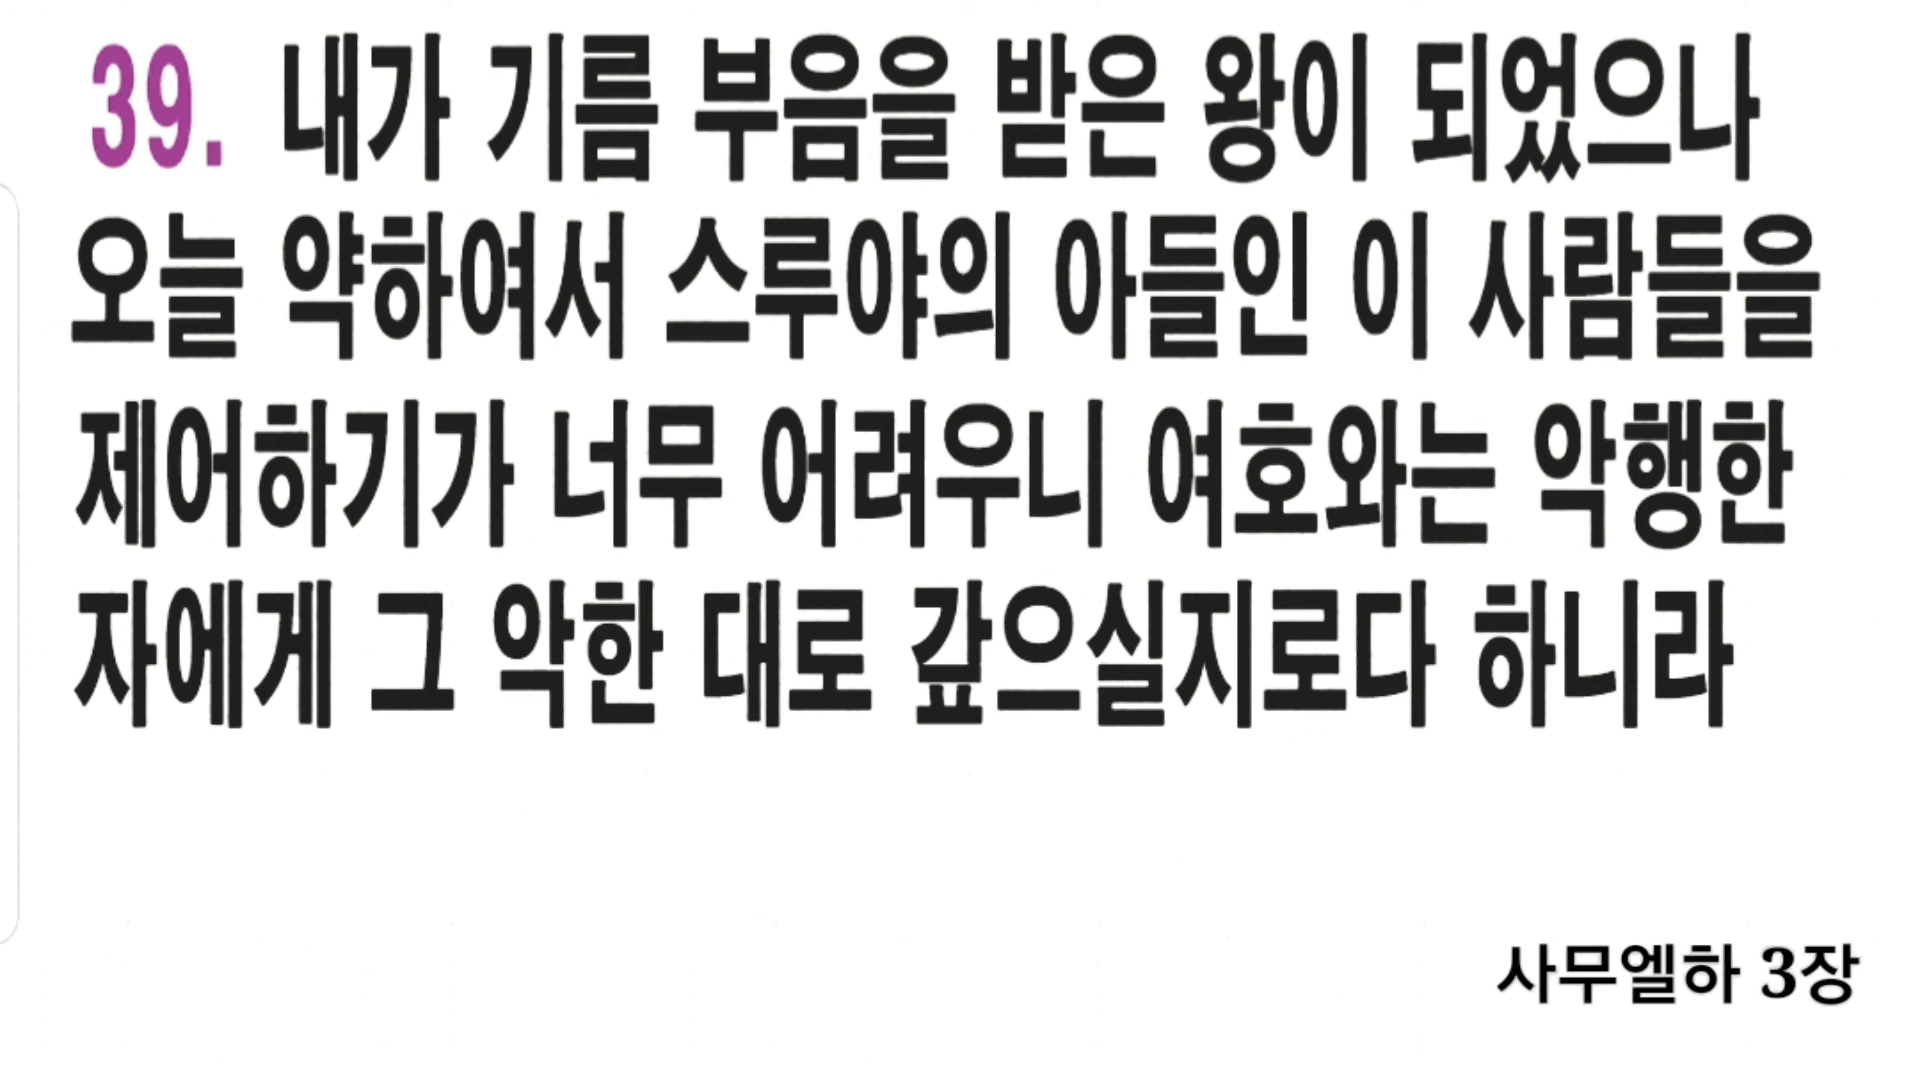 39. 내가 기름 부음을 받은 왕이 되었으나
오늘 약하여서 스루야의 아들인 이 사람들을
제어하기가 너무 어려우니 여호와는 악행한
자에게 그 악한 대로 갚으실지로다 하니라
사무엘하 3장